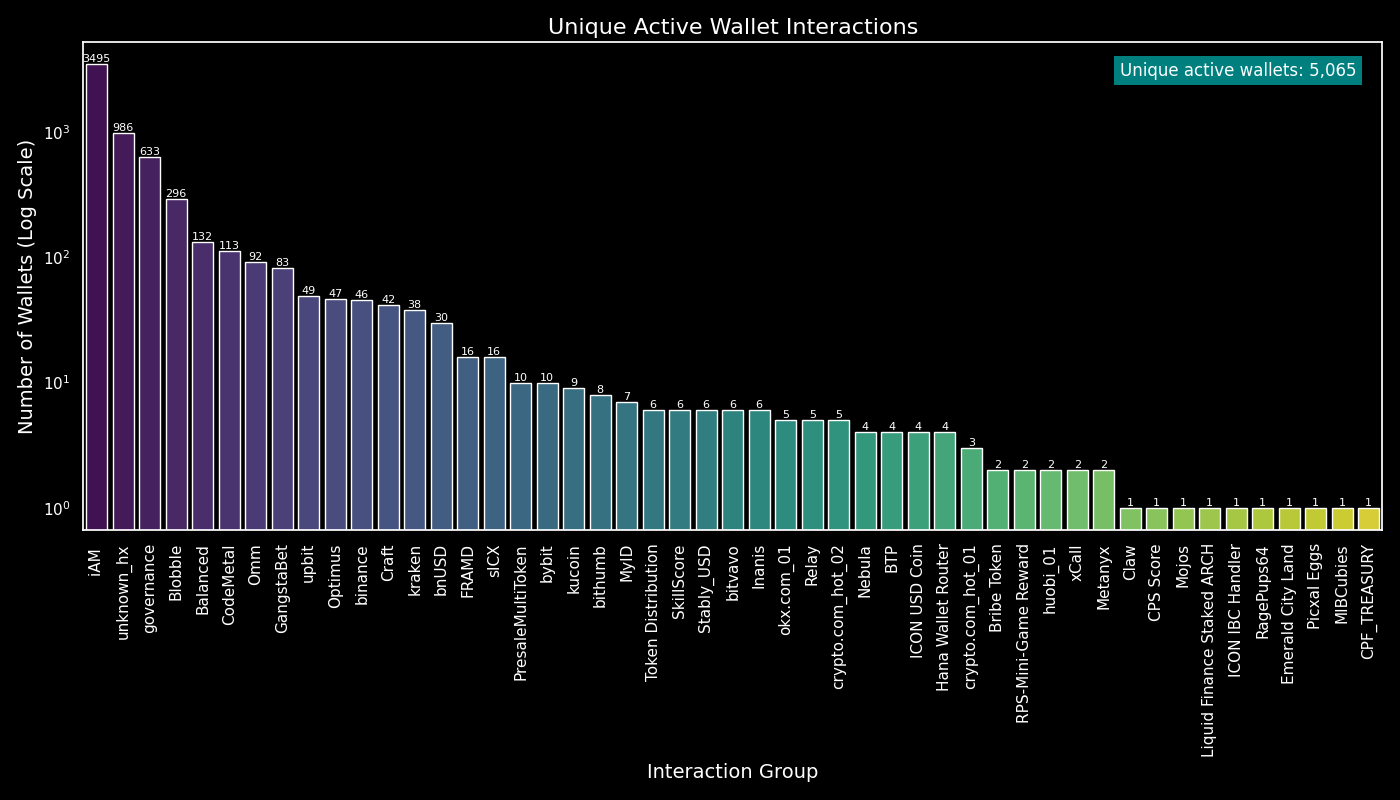 Unique Active Wallet Interactions
Unique active wallets: 5,065
Number of Wallets (Log Scale)
10³
10²
10¹
10⁰
3495
986
633
296
132
113
92
83
49
47
46
42
38
30
16
16
10
10
9
8
7
6
6
6
6
6
5
5
5
4
4
4
4
3
2
2
2
2
2
1
1
1
1
1
1
1
1
1
1
iAM
unknown_hx
governance
Blobble
Balanced
CodeMetal
Omm
GangstaBet
upbit
Optimus
binance
Craft
kraken
bnUSD
FRAMD
sICX
PresaleMultiToken
bybit
kucoin
bithumb
MyID
Token Distribution
SkillScore
Stably_USD
bitvavo
Inanis
okx.com_01
Relay
crypto.com_hot_02
Nebula
BTP
ICON USD Coin
Hana Wallet Router
crypto.com_hot_01
Bribe Token
RPS-Mini-Game Reward
huobi_01
xCall
Metanyx
Claw
CPS Score
Mojos
Liquid Finance Staked ARCH
ICON IBC Handler
RagePups64
Emerald City Land
Picxal Eggs
MIBCubies
CPF_TREASURY
Interaction Group